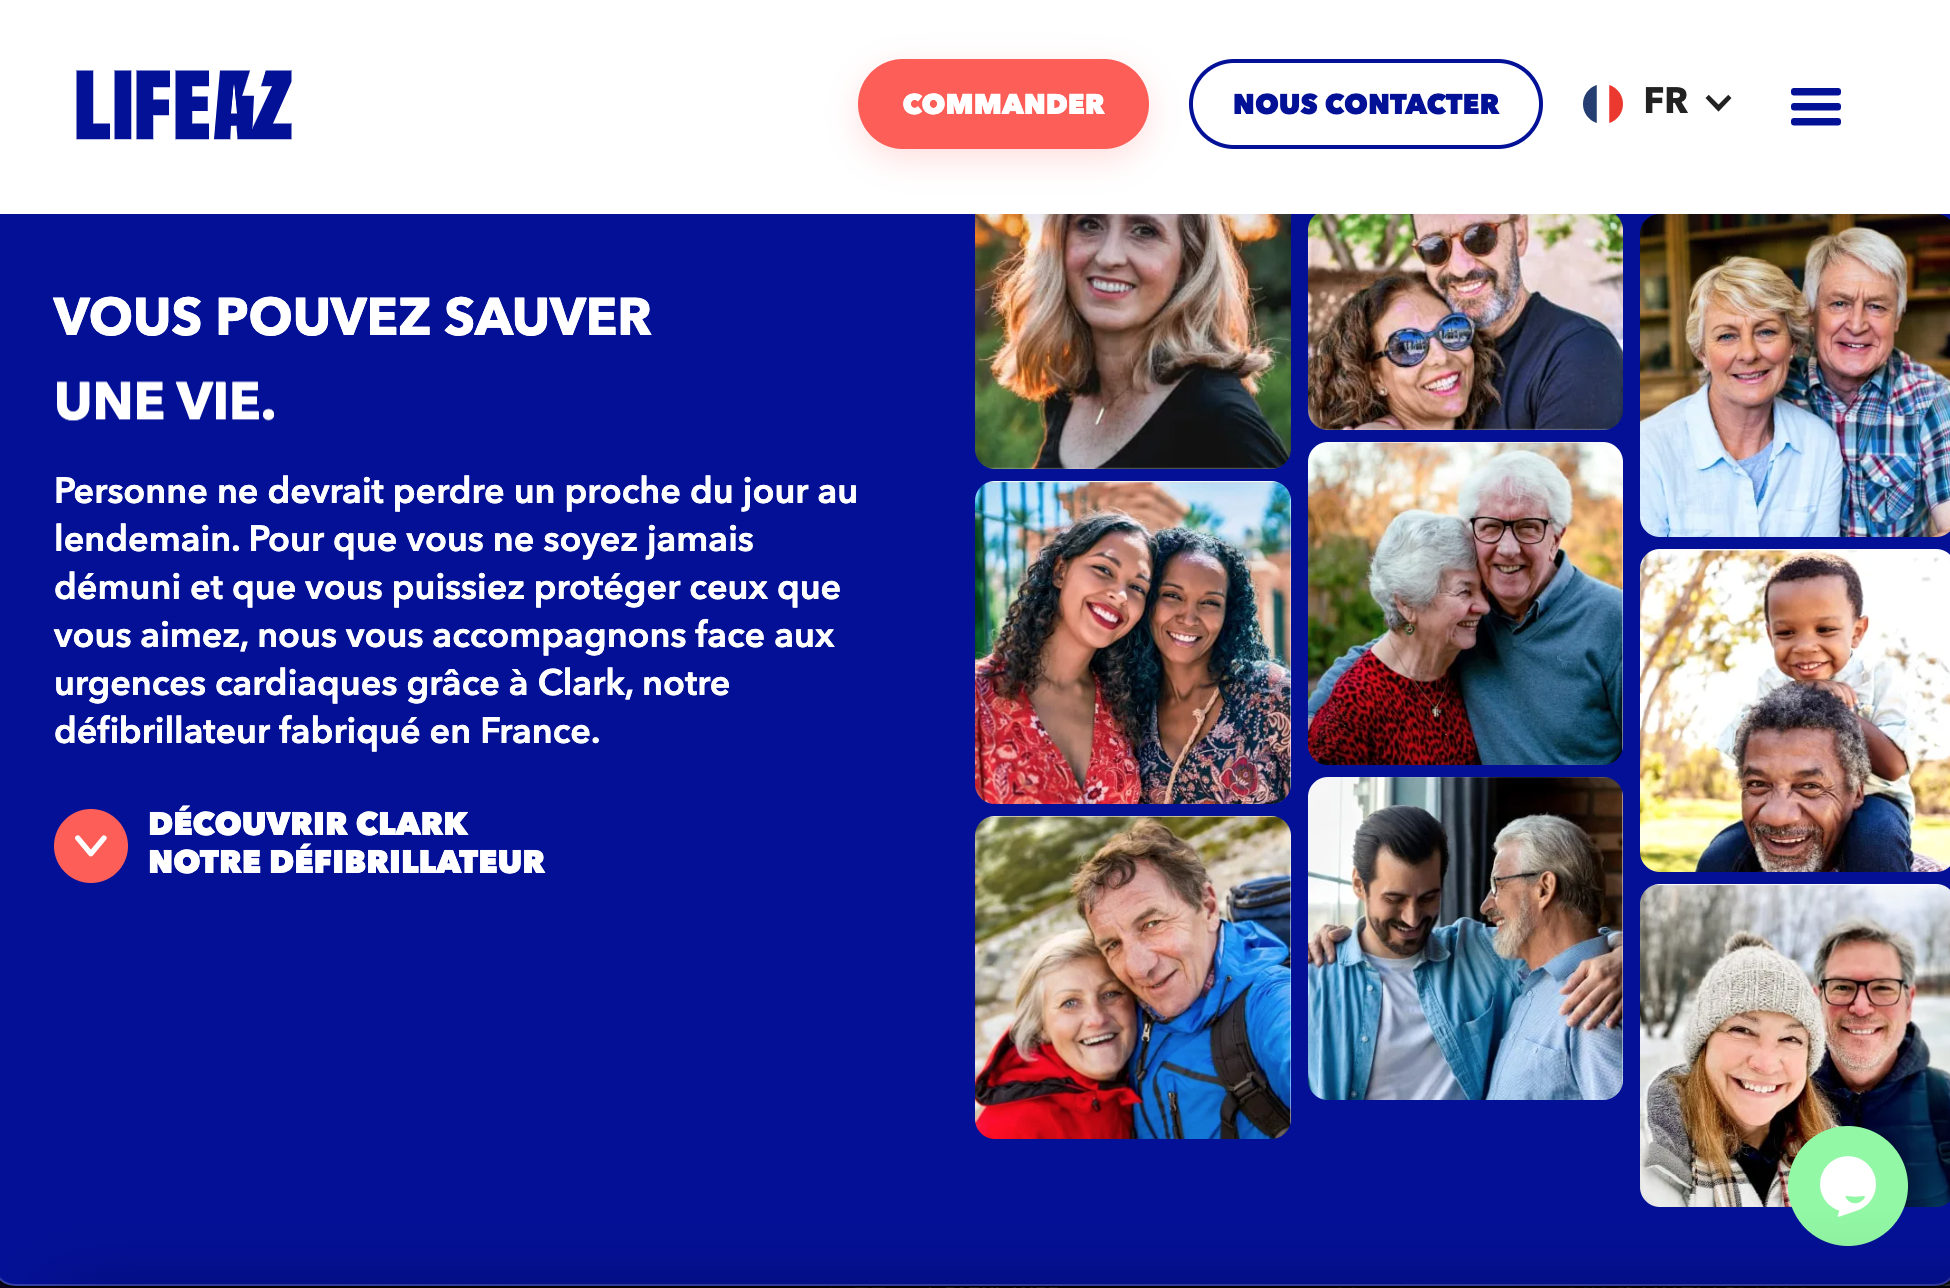 LIFEAZ
COMMANDER
NOUS CONTACTER
FR
VOUS POUVEZ SAUVER
UNE VIE.
Personne ne devrait perdre un proche du jour au
lendemain. Pour que vous ne soyez jamais
démuni et que vous puissiez protéger ceux que
vous aimez, nous vous accompagnons face aux
urgences cardiaques grâce à Clark, notre
défibrillateur fabriqué en France.
DÉCOUVRIR CLARK
NOTRE DÉFIBRILLATEUR